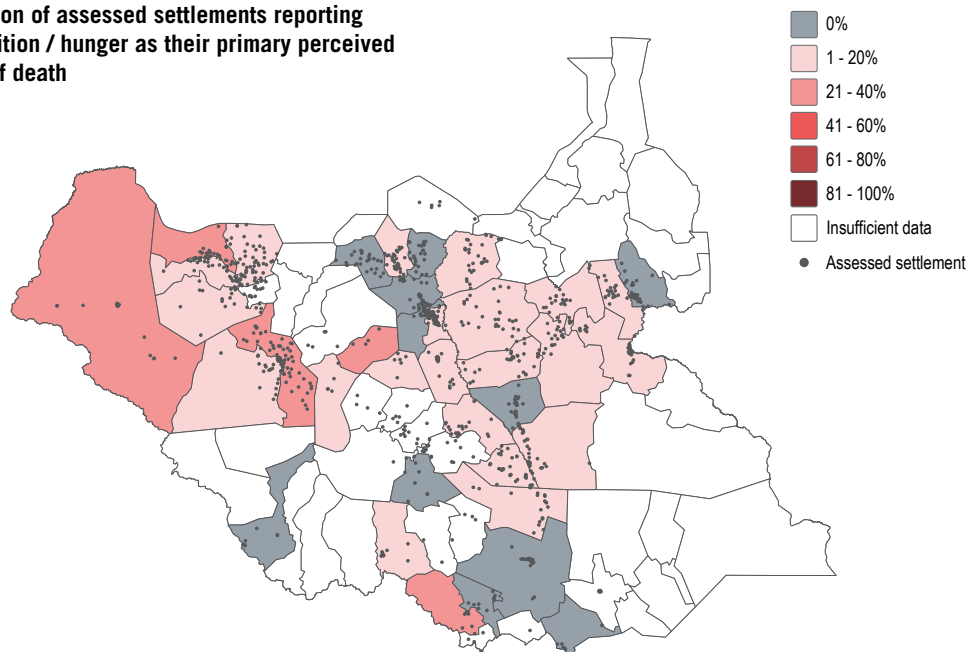 on of assessed settlements reporting
ition / hunger as their primary perceived
f death
0%
1 - 20%
21 - 40%
41 - 60%
61 - 80%
81 - 100%
Insufficient data
Assessed settlement